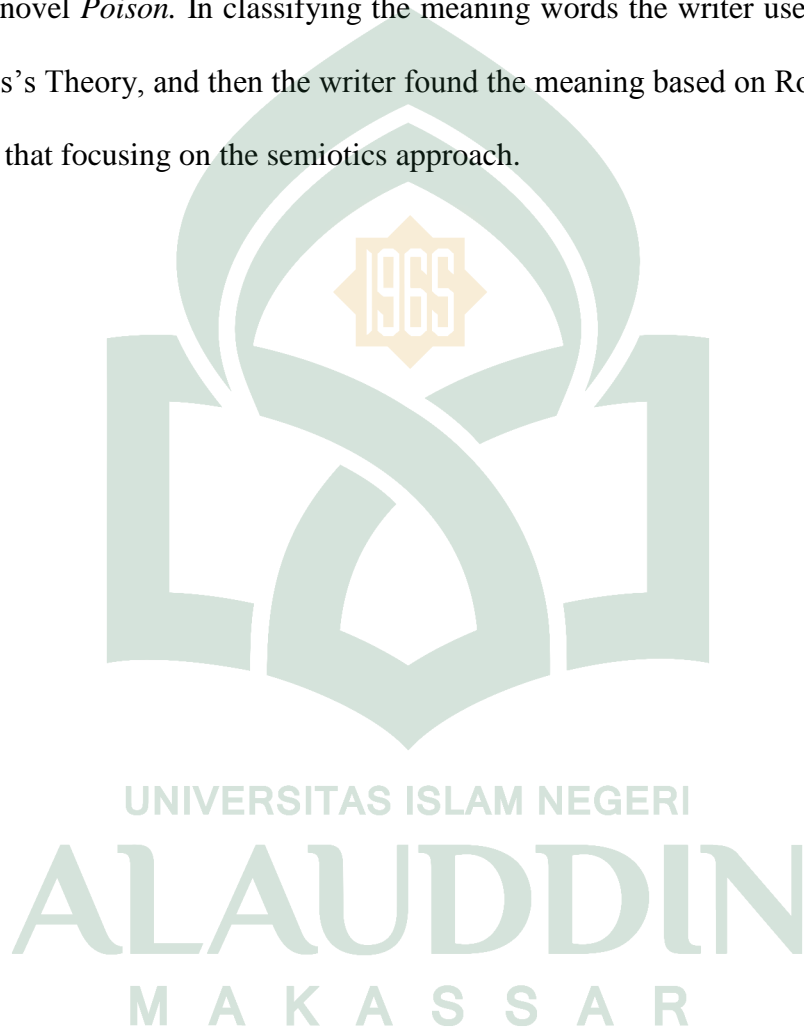 novel Poison. In classifying the meaning words the writer use
s's Theory, and then the writer found the meaning based on Ro
that focusing on the semiotics approach.
1965
UNIVERSITAS ISLAM NEGERI
ALAUDDIN
MAKASSAR